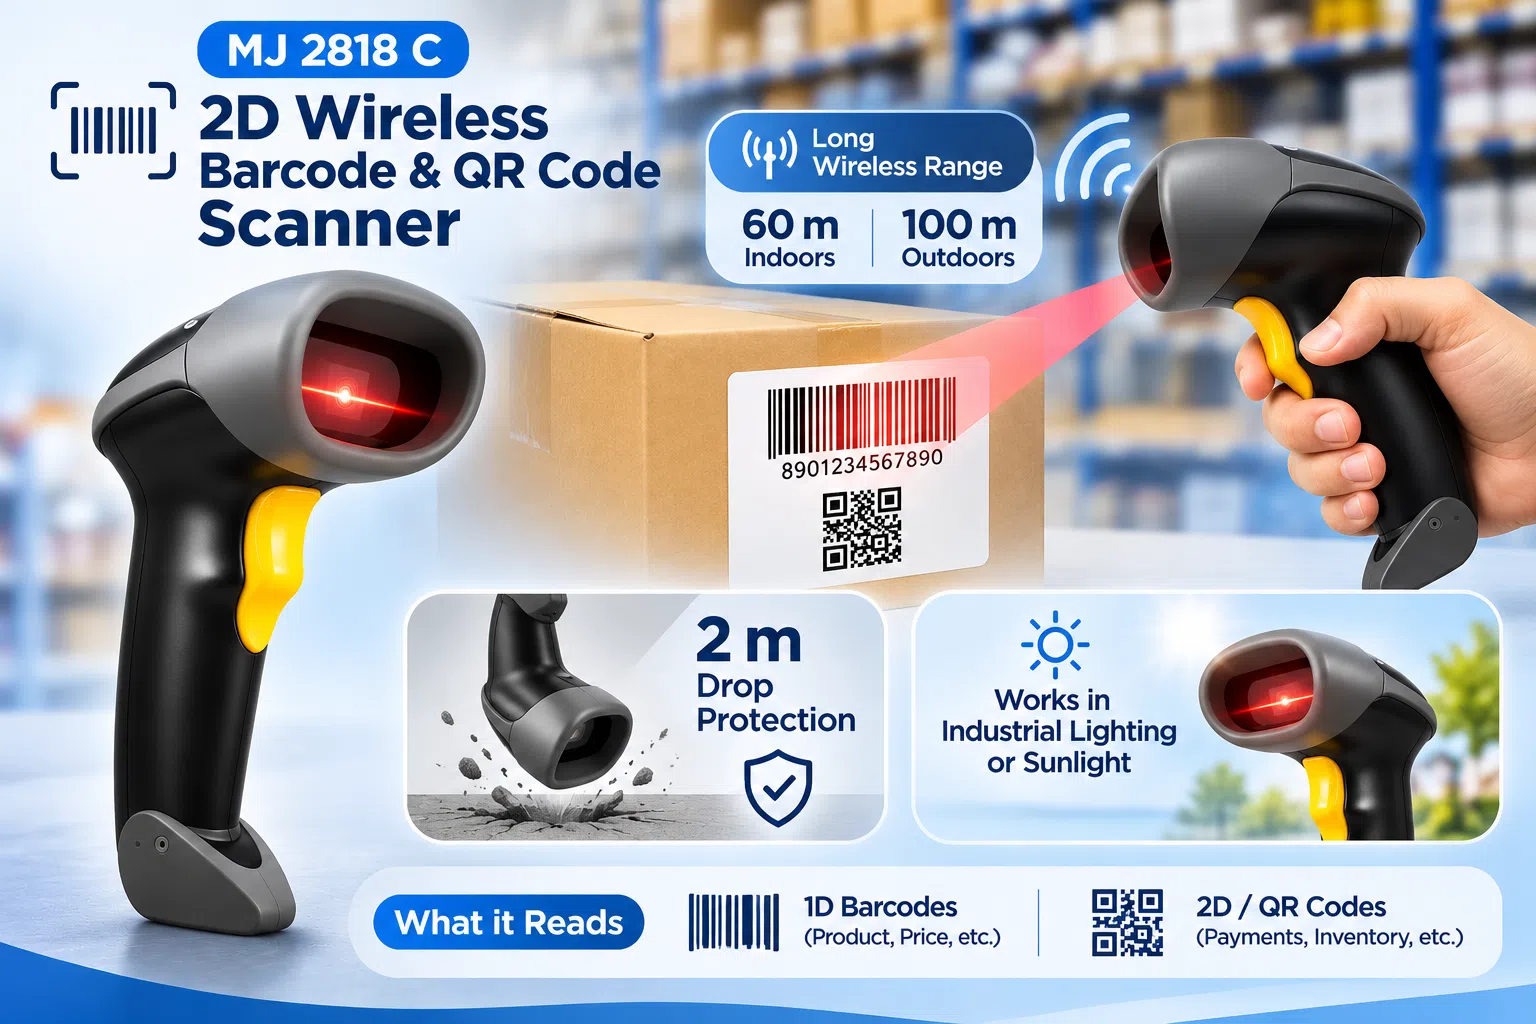 MJ 2818 C
2D Wireless
Barcode & QR Code
Scanner
Long
Wireless Range
60 m
Indoors
100 m
Outdoors
8901234567890
2 m
Drop
Protection
Works in
Industrial Lighting
or Sunlight
What it Reads
1D Barcodes
(Product, Price, etc.)
2D / QR Codes
(Payments, Inventory, etc.)